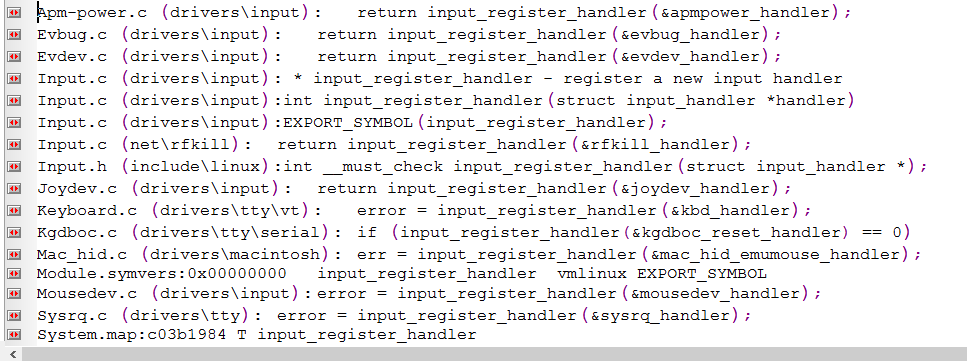 Apm-power.c (drivers\input):   return input_register_handler(&apmpower_handler);
Evbug.c (drivers\input):   return input_register_handler(&evbug_handler);
Evdev.c (drivers\input):   return input_register_handler(&evdev_handler);
Input.c (drivers\input): * input_register_handler - register a new input handler
Input.c (drivers\input):int input_register_handler(struct input_handler *handler)
Input.c (drivers\input):EXPORT_SYMBOL(input_register_handler);
Input.c (net\rfkill):  return input_register_handler(&rfkill_handler);
Input.h (include\linux):int __must_check input_register_handler(struct input_handler *);
Joydev.c (drivers\input):  return input_register_handler(&joydev_handler);
Keyboard.c (drivers\tty\vt):   error = input_register_handler(&kbd_handler);
Kgdboc.c (drivers\tty\serial): if (input_register_handler(&kgdboc_reset_handler) == 0)
Mac_hid.c (drivers\macintosh): err = input_register_handler(&mac_hid_emumouse_handler);
Module.symvers:0x00000000   input_register_handler  vmlinux EXPORT_SYMBOL
Mousedev.c (drivers\input):error = input_register_handler(&mousedev_handler);
Sysrq.c (drivers\tty): error = input_register_handler(&sysrq_handler);
System.map:c03b1984 T input_register_handler